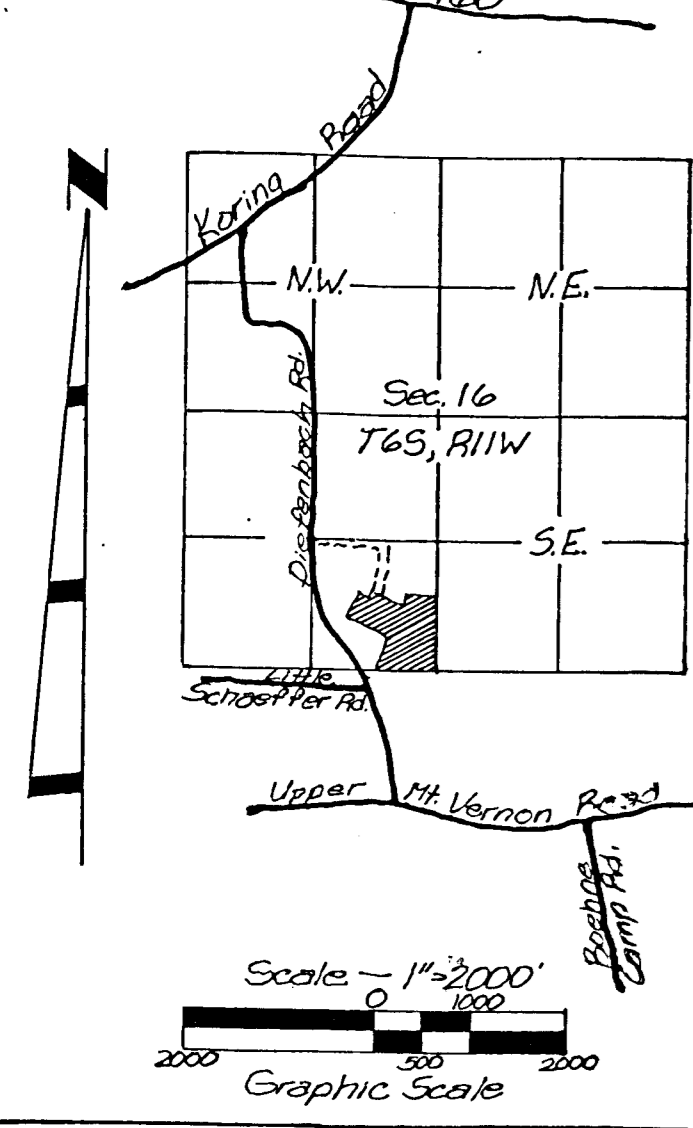 Koring Road
N
N.W.
N.E.
Sec. 16
T6S, R11W
Diefenbach Rd.
S.E.
Little
Schaeffer Rd.
Upper Mt. Vernon Road
Boehne
Camp Rd.
Scale — 1"=2000'
0 1000
2000 500 2000
Graphic Scale